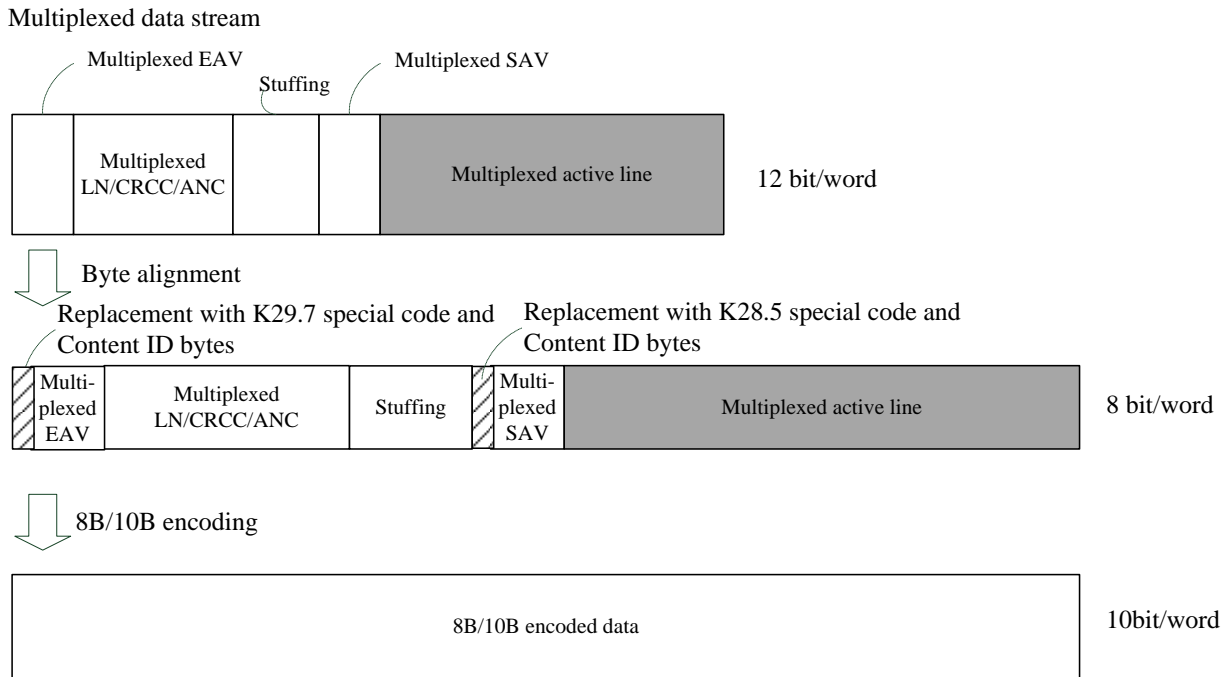 Multiplexed data stream
Multiplexed EAV
Multiplexed SAV
Stuffing
Multiplexed
LN/CRCC/ANC
Multiplexed active line
12 bit/word
Byte alignment
Replacement with K29.7 special code and
Content ID bytes
Replacement with K28.5 special code and
Content ID bytes
Multi-
plexed
EAV
Multiplexed
LN/CRCC/ANC
Stuffing
Multi-
plexed
SAV
Multiplexed active line
8 bit/word
8B/10B encoding
8B/10B encoded data
10bit/word